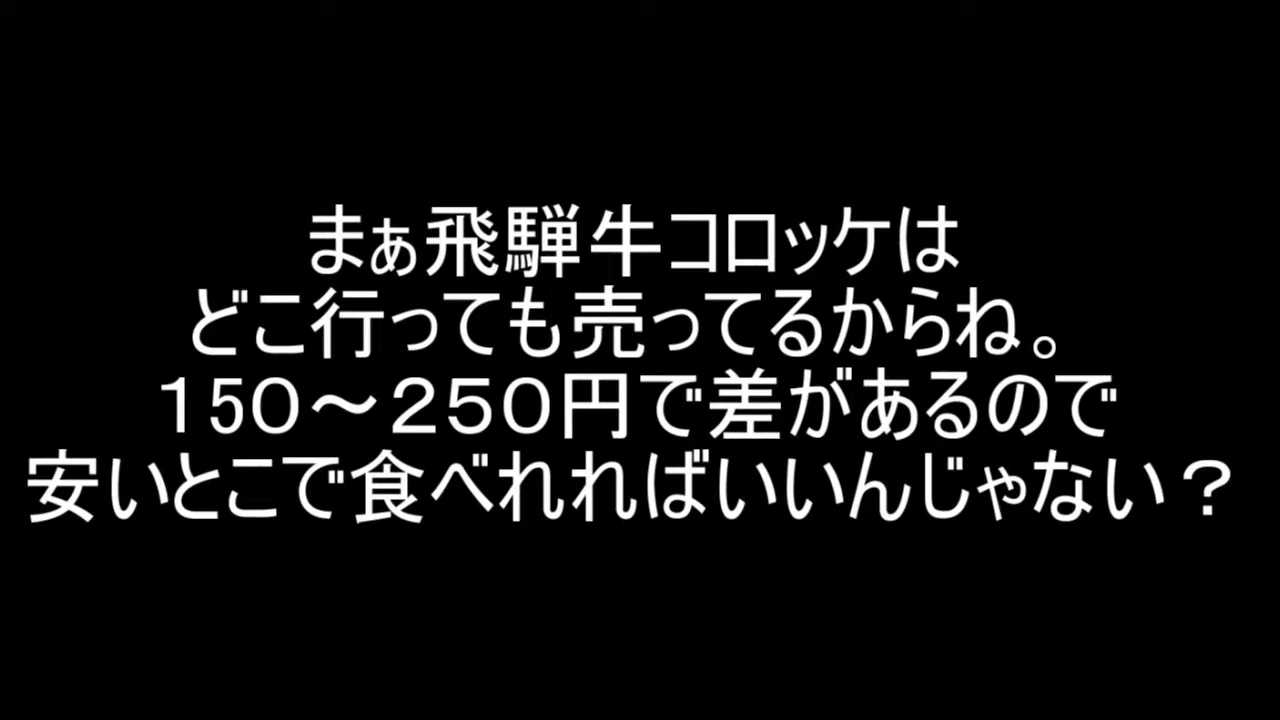 まぁ飛騨牛コロッケは
どこ行っても売ってるからね。
１５０～２５０円で差があるので
安いとこで食べれればいいんじゃない？